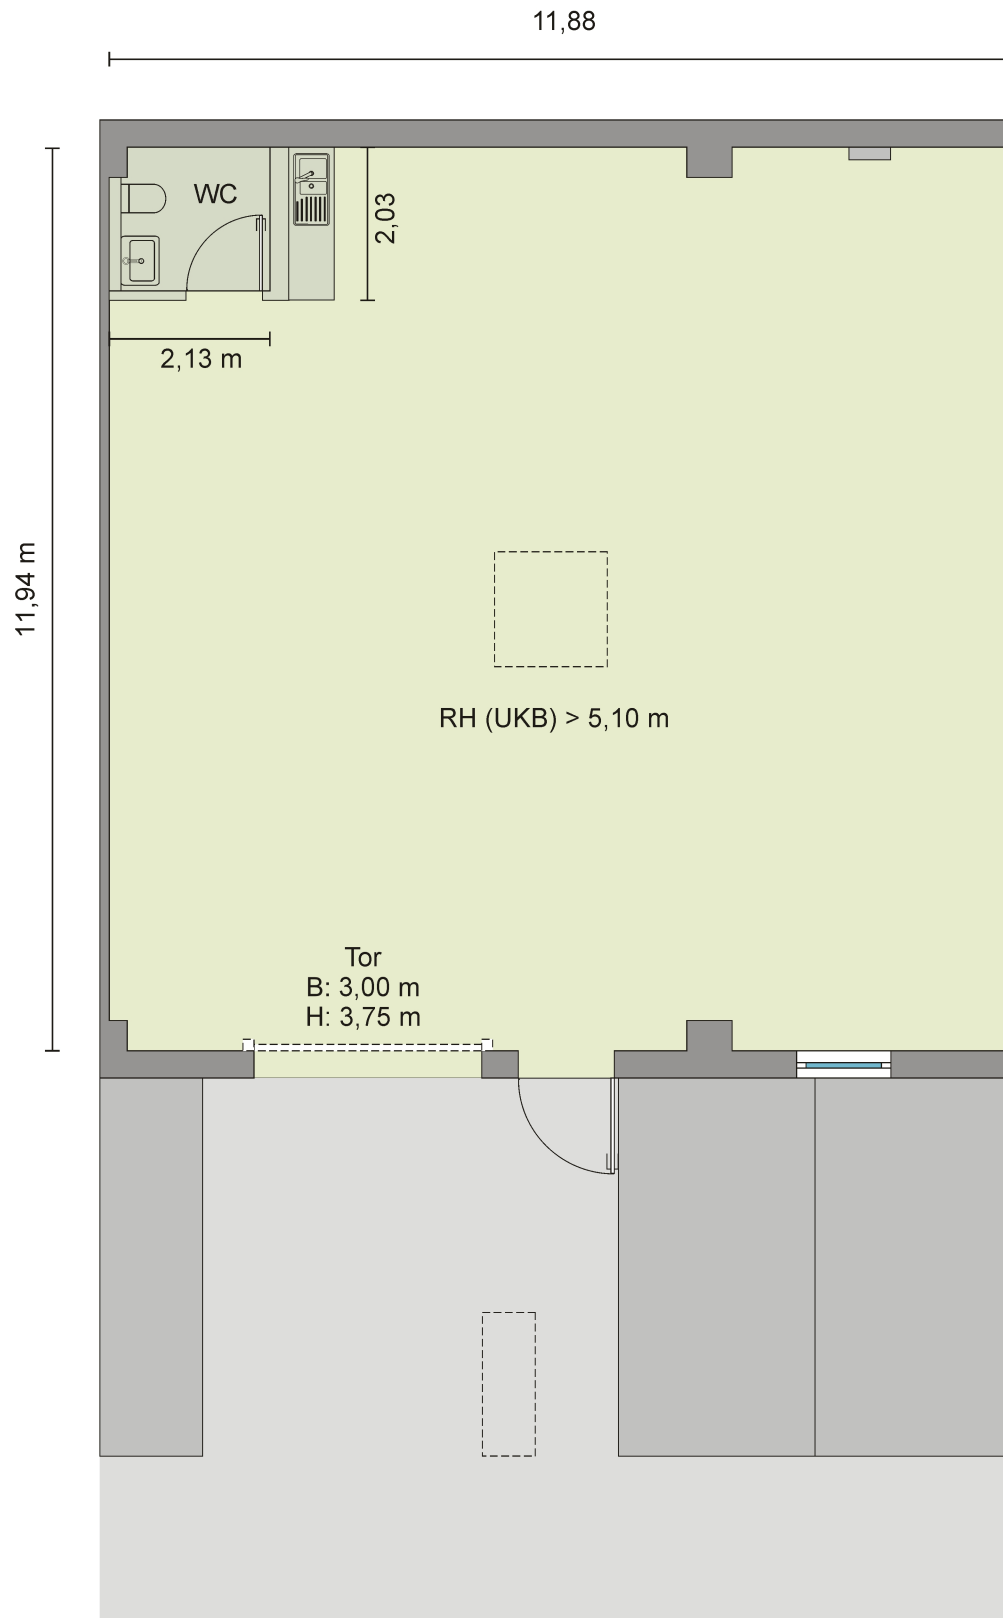 11,88
WC
2,03
2,13 m
11,94 m
RH (UKB) > 5,10 m
Tor
B: 3,00 m
H: 3,75 m